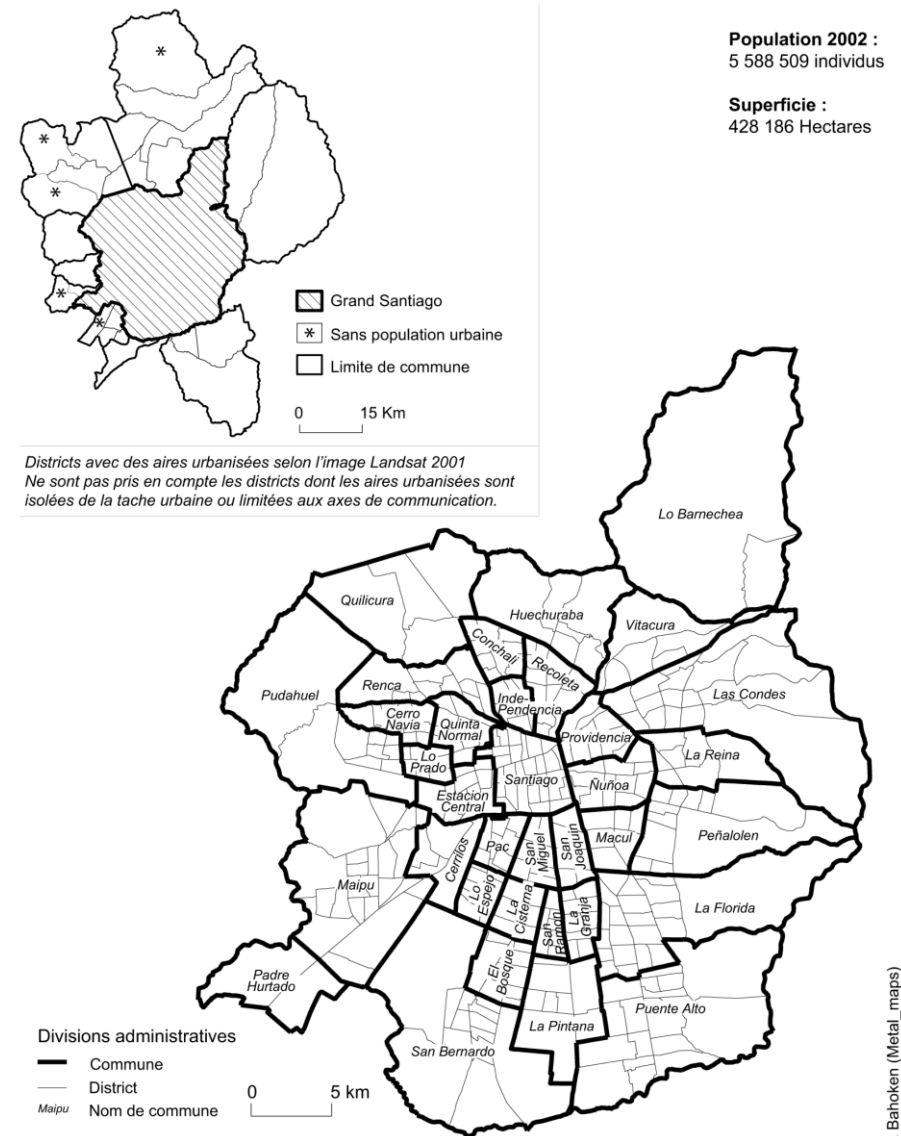 Population 2002 :
5 588 509 individus
Superficie :
428 186 Hectares
*
*
*
*
*
Grand Santiago
* Sans population urbaine
Limite de commune
0 15 Km
Districts avec des aires urbanisées selon l'image Landsat 2001
Ne sont pas pris en compte les districts dont les aires urbanisées sont
isolées de la tache urbaine ou limitées aux axes de communication.
Lo Barnechea
Quilicura
Huechuraba
Vitacura
Conchali
Recoleta
Pudahuel
Renca
Inde-
Pendencia
Las Condes
Cerro
Navia
Quinta
Normal
Providencia
La Reina
Lo
Prado
Santiago
Ñuñoa
Estacion
Central
Macul
Peñalolen
Cerrilos
Pac
San
Miguel
San
Joaquin
Maipu
Lo
Espejo
La
Cisterna
San
Ramon
La
Granja
La Florida
Padre
Hurtado
El
Bosque
La Pintana
Puente Alto
San Bernardo
Divisions administratives
Commune
District
Maipu Nom de commune
0 5 km
Bahoken (Metal_maps)